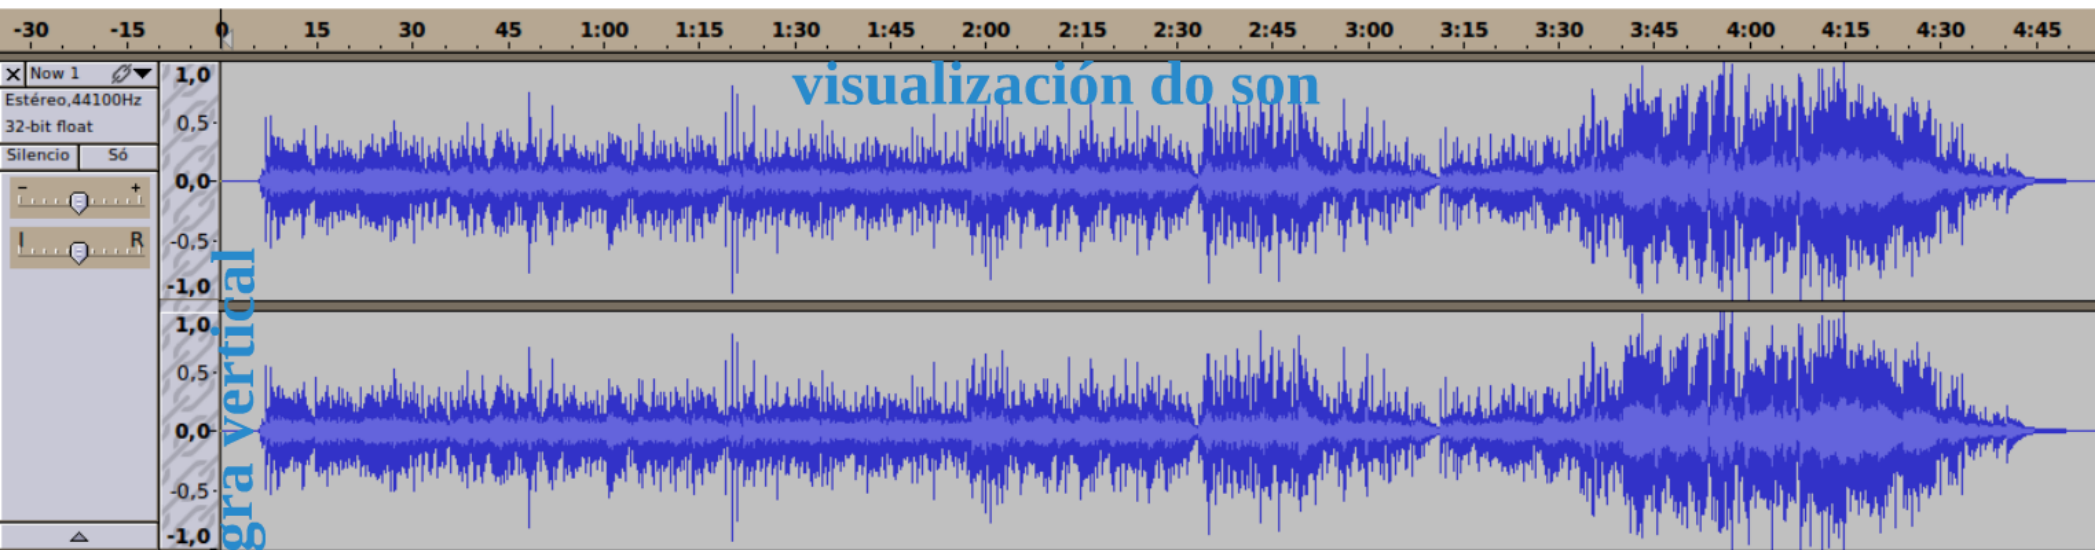 -30 -15 0 15 30 45 1:00 1:15 1:30 1:45 2:00 2:15 2:30 2:45 3:00 3:15 3:30 3:45 4:00 4:15 4:30 4:45
Now 1
Estéreo,44100Hz
32-bit float
Silencio Só
- +
I R
1,0
0,5
0,0
-0,5
-1,0
1,0
0,5
0,0
-0,5
-1,0
visualización do son
gra vertical